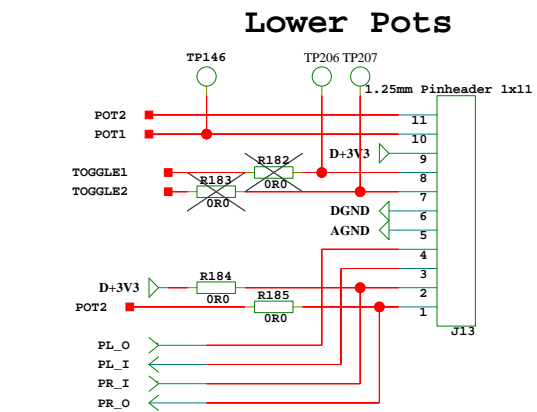 Lower Pots
TP146
TP206 TP207
1.25mm Pinheader 1x11
POT2
11
POT1
10
R182
D+3V3
9
TOGGLE1
R183
0R0
8
TOGGLE2
0R0
7
DGND
6
AGND
5
4
3
R184
D+3V3
2
0R0
R185
POT2
0R0
1
J13
PL_O
PL_I
PR_I
PR_O